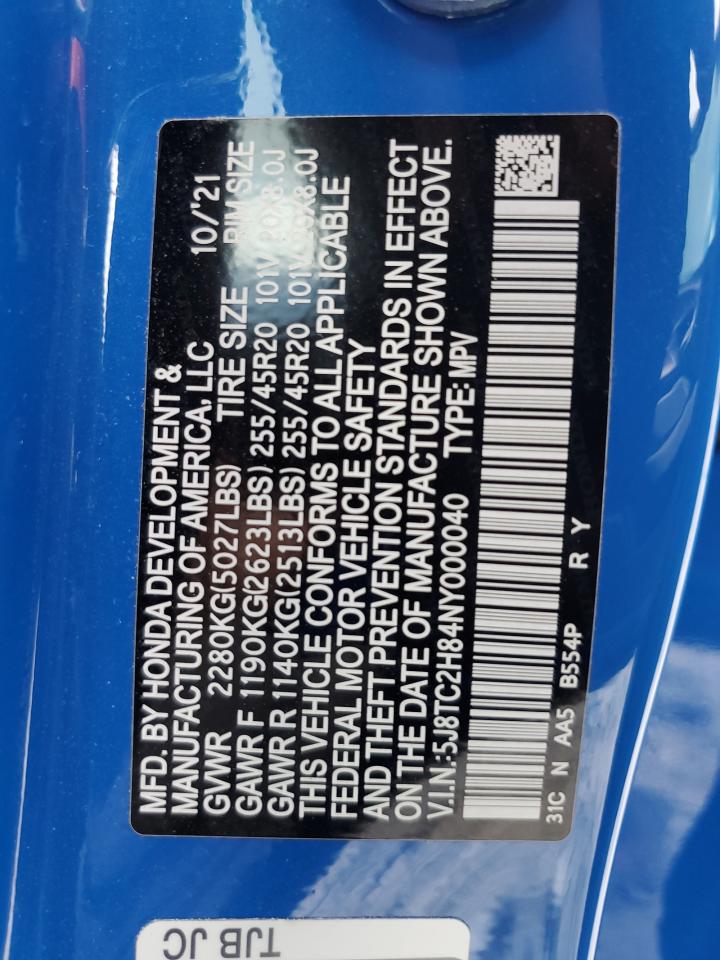 MFD. BY HONDA DEVELOPMENT &
MANUFACTURING OF AMERICA, LLC 10/'21
GVWR 2280KG(5027LBS) TIRE SIZE RIM SIZE
GAWR F 1190KG(2623LBS) 255/45R20 101V 20X8.0J
GAWR R 1140KG(2513LBS) 255/45R20 101V 20X8.0J
THIS VEHICLE CONFORMS TO ALL APPLICABLE
FEDERAL MOTOR VEHICLE SAFETY
AND THEFT PREVENTION STANDARDS IN EFFECT
ON THE DATE OF MANUFACTURE SHOWN ABOVE.
V.I.N.:5J8TC2H84NY000040 TYPE: MPV
31C N AA5 B554P R Y
TJB JC